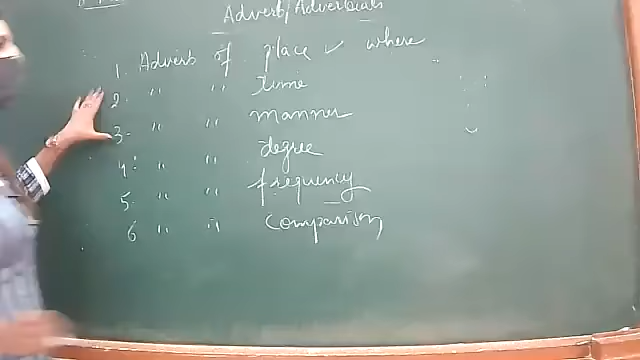 Adverb/Adverbials
1. Adverb of place ✓ where
2. " " time
3. " " manner
4. " " degree
5. " " frequency
6 " " comparison